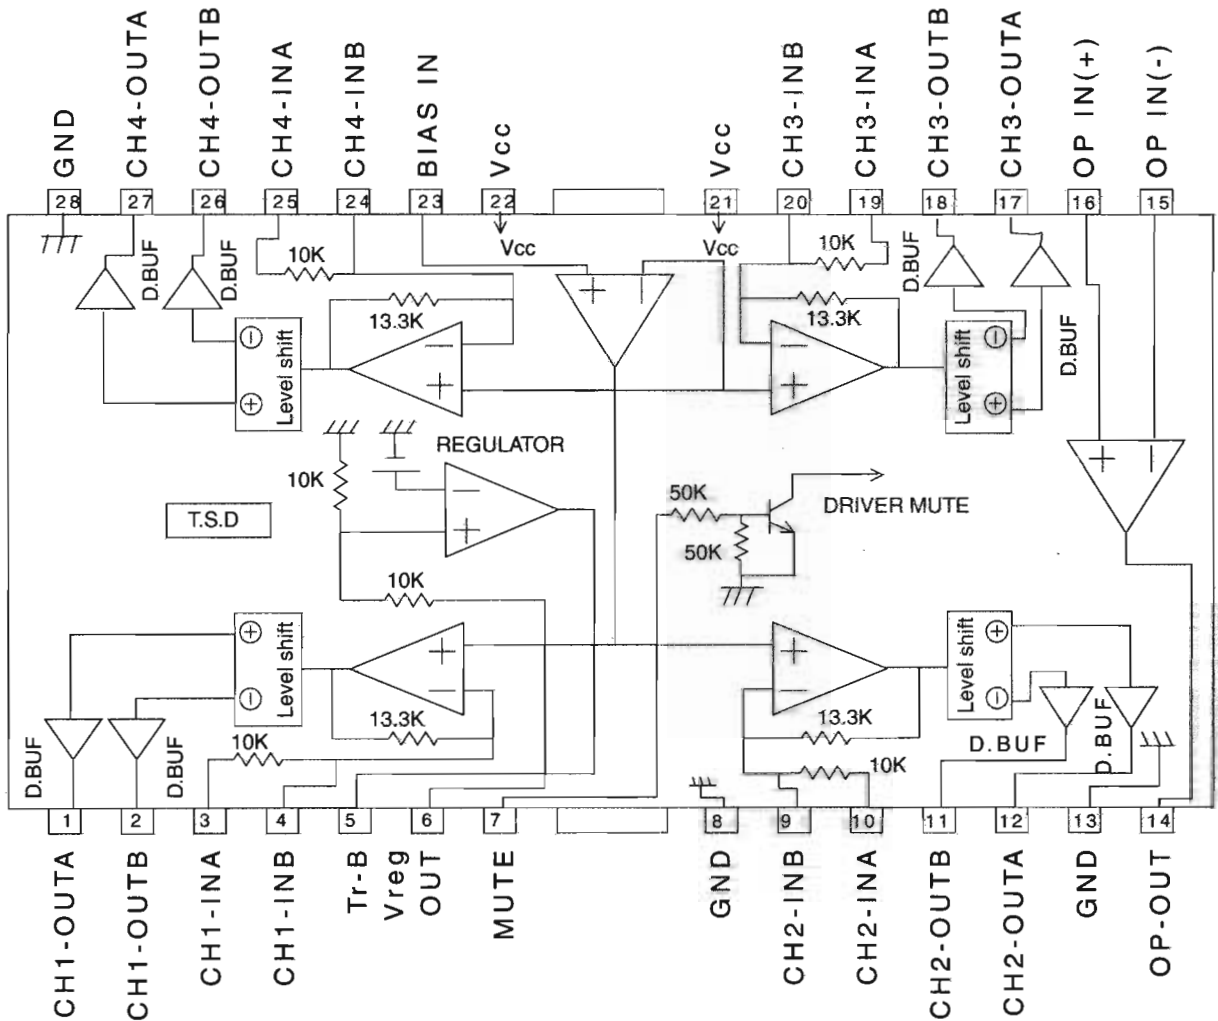 GND
CH4-OUTA
CH4-OUTB
CH4-INA
CH4-INB
BIAS IN
Vcc
Vcc
CH3-INB
CH3-INA
CH3-OUTB
CH3-OUTA
OP IN(+)
OP IN(-)
28
27
26
25
24
23
22
21
20
19
18
17
16
15
D.BUF
D.BUF
10K
Vcc
Vcc
10K
D.BUF
D.BUF
13.3K
13.3K
+
−
−
+
−
+
−
+
−
+
−
+
Level shift
Level shift
+
−
REGULATOR
10K
−
+
T.S.D
50K
50K
DRIVER MUTE
10K
+
−
Level shift
+
−
+
−
Level shift
+
−
13.3K
10K
13.3K
10K
D.BUF
D.BUF
D.BUF
D.BUF
1
2
3
4
5
6
7
8
9
10
11
12
13
14
CH1-OUTA
CH1-OUTB
CH1-INA
CH1-INB
Tr-B
Vreg
OUT
MUTE
GND
CH2-INB
CH2-INA
CH2-OUTB
CH2-OUTA
GND
OP-OUT